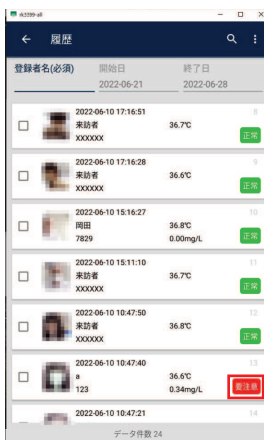 rk3399-all
履歴
登録者名(必須) 開始日 終了日
2022-06-21 2022-06-28
8
2022-06-10 17:16:51
来訪者 36.7℃
XXXXXX 正常
9
2022-06-10 17:16:28
来訪者 36.6℃
XXXXXX 正常
10
2022-06-10 15:16:27
岡田 36.8℃
7829 0.00mg/L 正常
11
2022-06-10 15:11:10
来訪者 36.7℃
XXXXXX 正常
12
2022-06-10 10:47:50
来訪者 36.8℃
XXXXXX 正常
13
2022-06-10 10:47:40
a 36.6℃
123 0.34mg/L 要注意
14
2022-06-10 10:47:21
データ件数 24